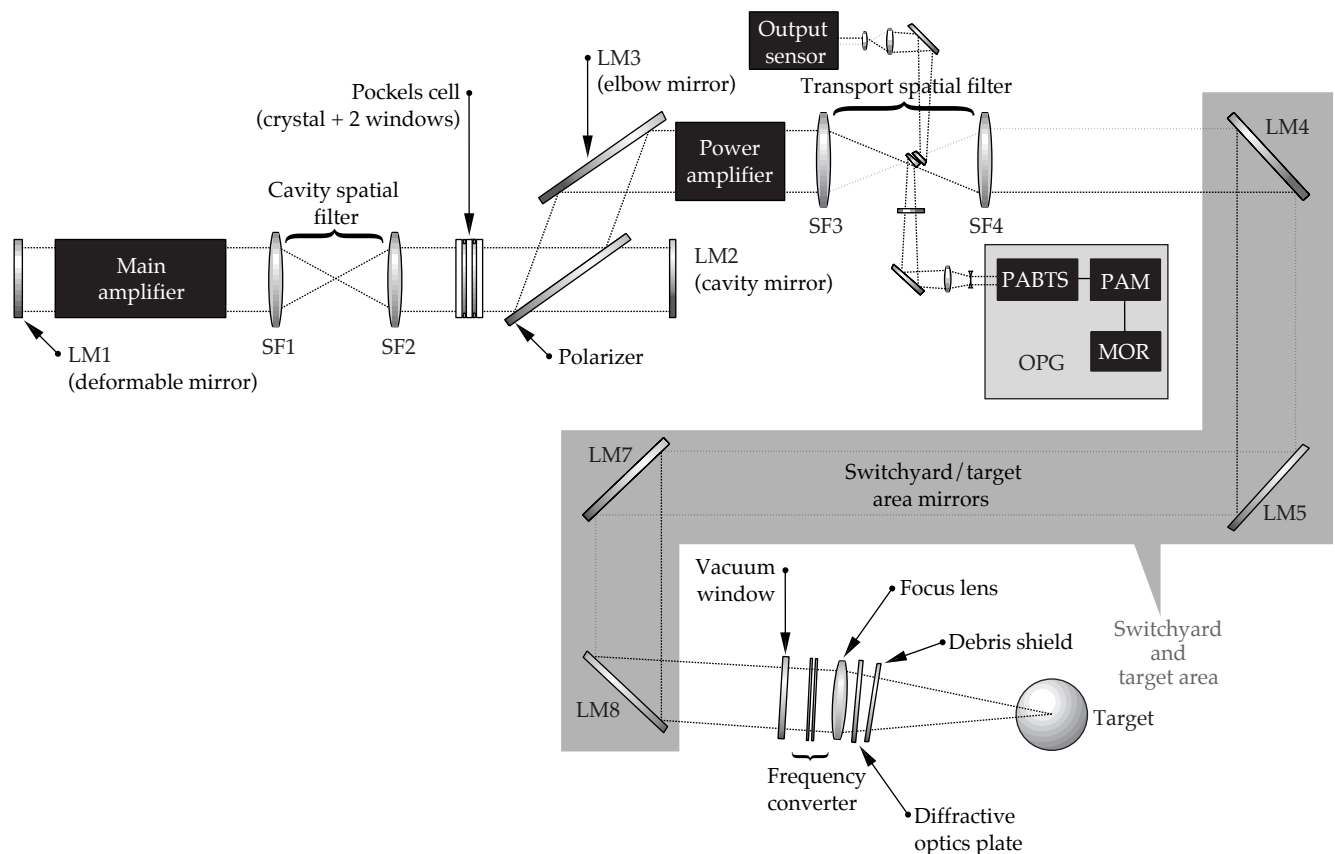 Output
sensor
LM3
(elbow mirror)
Pockels cell
(crystal + 2 windows)
Transport spatial filter
LM4
Power
amplifier
Cavity spatial
filter
SF3
SF4
Main
amplifier
LM2
(cavity mirror)
PABTS
PAM
SF1
SF2
LM1
(deformable mirror)
Polarizer
MOR
OPG
LM7
Switchyard/target
area mirrors
LM5
Vacuum
window
Focus lens
Debris shield
Switchyard
and
target area
LM8
Target
Frequency
converter
Diffractive
optics plate